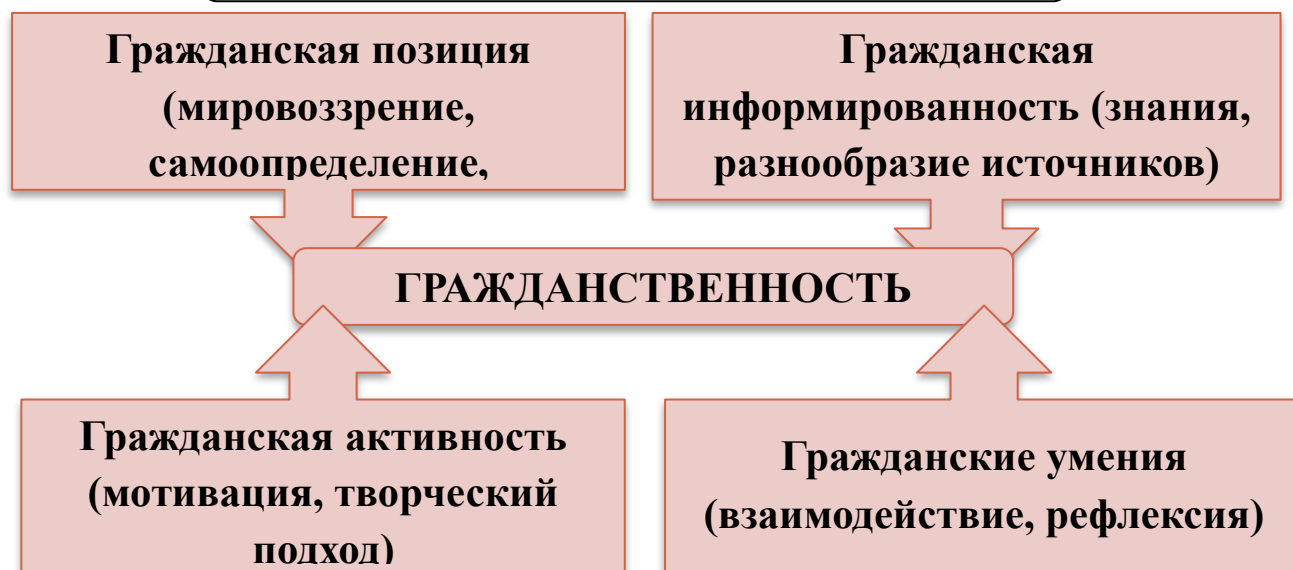 Гражданская позиция
(мировоззрение,
самоопределение,
Гражданская
информированность (знания,
разнообразие источников)
ГРАЖДАНСТВЕННОСТЬ
Гражданская активность
(мотивация, творческий
подход)
Гражданские умения
(взаимодействие, рефлексия)